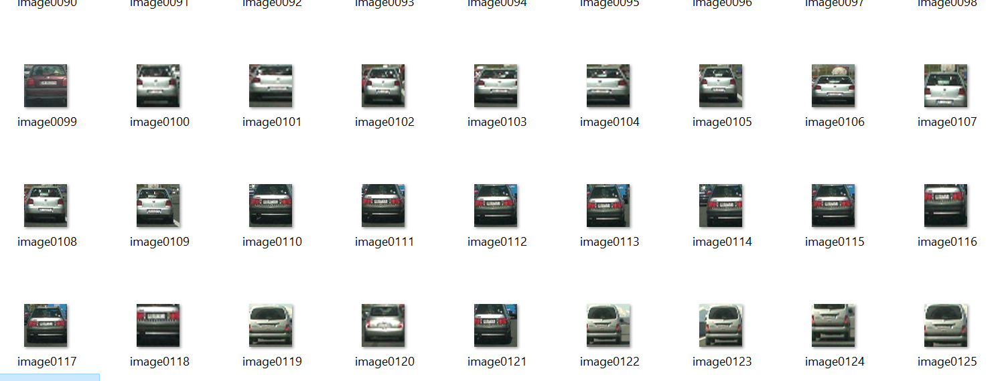 image0090 image0091 image0092 image0093 image0094 image0095 image0096 image0097 image0098
image0099 image0100 image0101 image0102 image0103 image0104 image0105 image0106 image0107
image0108 image0109 image0110 image0111 image0112 image0113 image0114 image0115 image0116
image0117 image0118 image0119 image0120 image0121 image0122 image0123 image0124 image0125